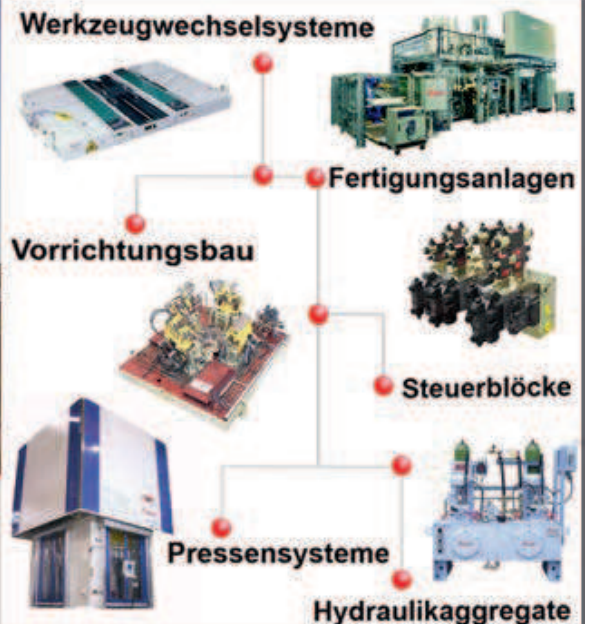 Werkzeugwechselsysteme
Fertigungsanlagen
Vorrichtungsbau
Steuerblöcke
Pressensysteme
Hydraulikaggregate